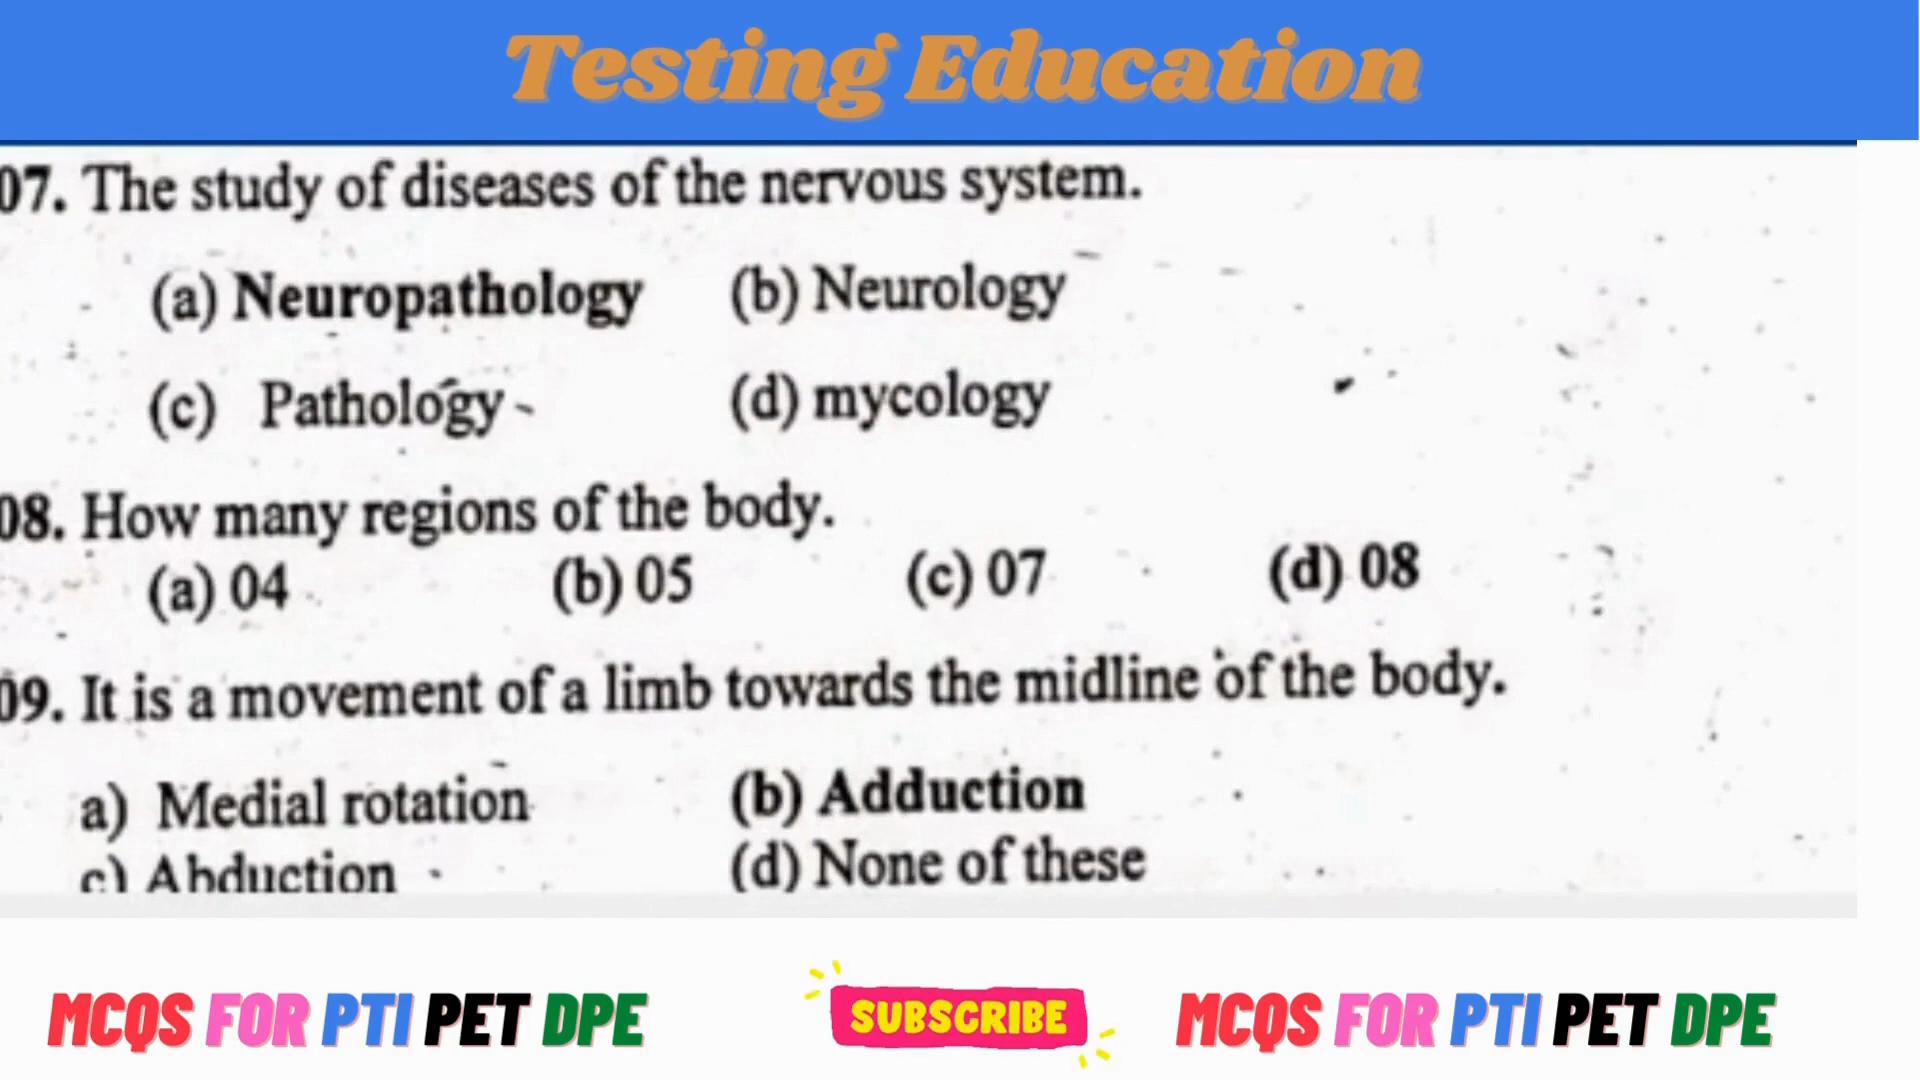 Testing Education
07. The study of diseases of the nervous system.
(a) Neuropathology (b) Neurology
(c) Pathology (d) mycology
08. How many regions of the body.
(a) 04 (b) 05 (c) 07 (d) 08
09. It is a movement of a limb towards the midline of the body.
a) Medial rotation (b) Adduction
c) Abduction (d) None of these
MCQS FOR PTI PET DPE SUBSCRIBE MCQS FOR PTI PET DPE